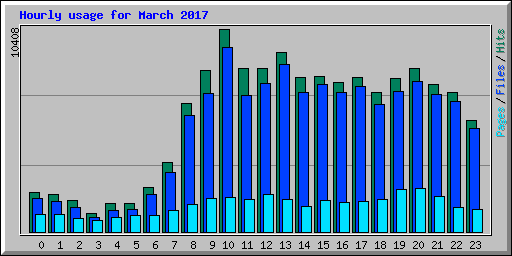 Hourly usage for March 2017
10408
Pages / Files / Hits
0 1 2 3 4 5 6 7 8 9 10 11 12 13 14 15 16 17 18 19 20 21 22 23